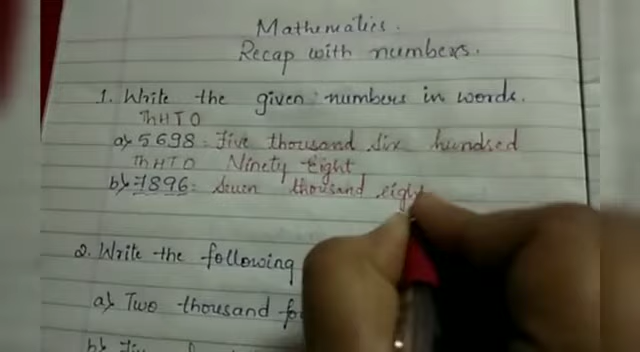 Mathematics.
Recap with numbers.
1. Write the given numbers in words.
ThHTO
a) 5698: Five thousand six hundred
ThHTO Ninety Eight
b) 7896: Seven thousand eight
2. Write the following
a) Two thousand
b)